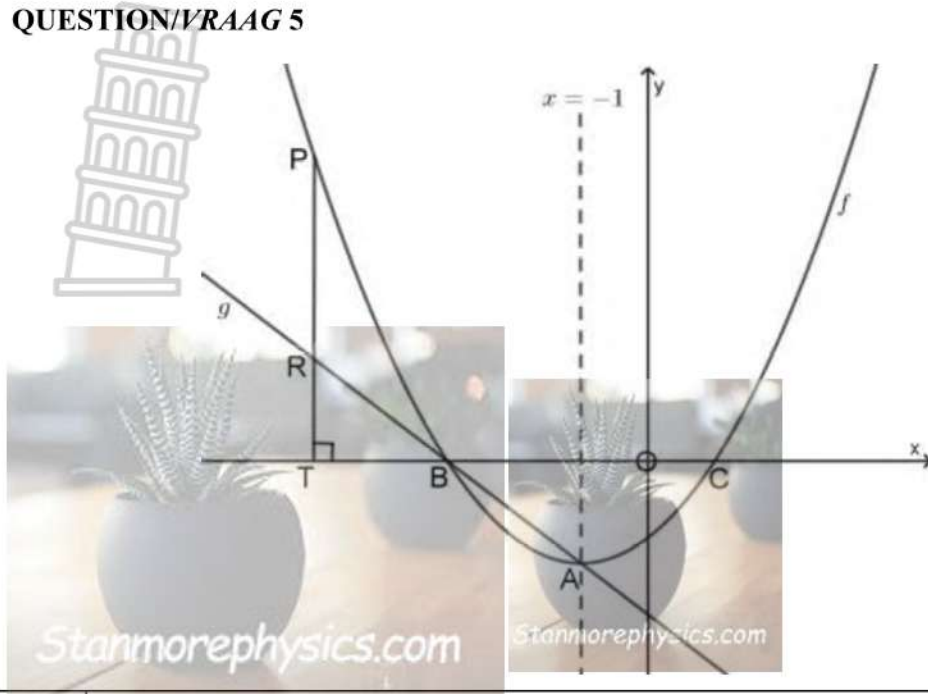 QUESTION/VRAAG 5
x = −1
y
P
f
g
R
x
T
B
O
C
A
Stanmorephysics.com
Stanmorephysics.com